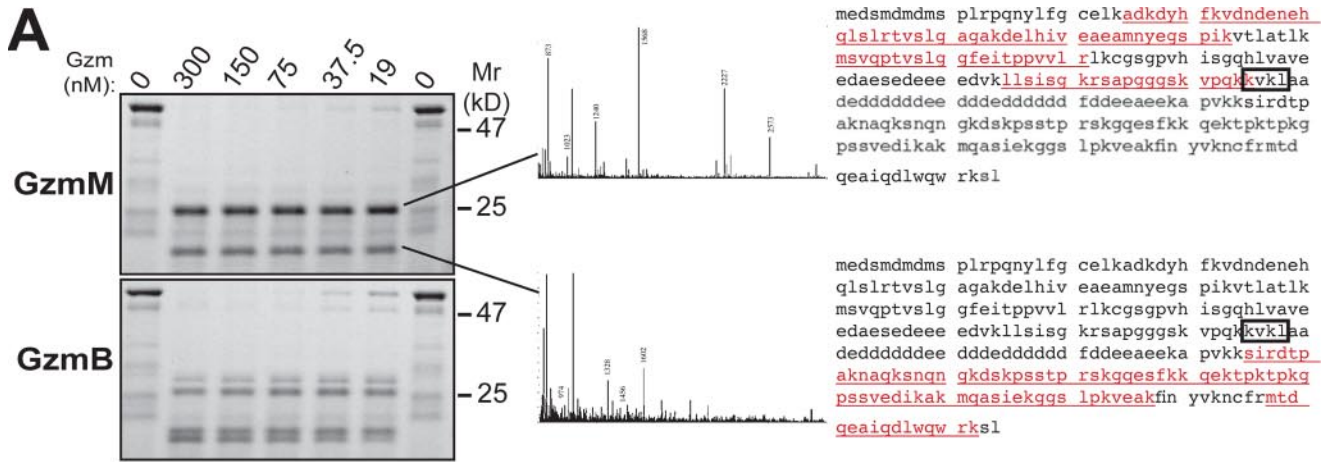 A
Gzm
(nM):
0 300 150 75 37.5 19 0
Mr
(kD)
47
25
GzmM
GzmB
47
25
873
1023
1240
1568
2227
2573
974
1328
1456
1602
medsmdmdms plrpqnylfg celkadkdyh fkvdndeneh
qlslrtvslg agakdelhiv eaeamnyegs pikvtlatlk
msvqptvslg gfeitppvvl rlkcgsgpvh isgqhlvave
edaesedeee edvkllsisg krsapgggsk vpqkkvklaa
deddddddee dddedddddd fddeeaeeka pvkksirdtp
aknaqksnqn gkdskpsstp rskgqesfkk qektpktpkg
pssvedikak mqasiekggs lpkveakfin yvkncfrmtd
qeaiqdlwqw rksl
medsmdmdms plrpqnylfg celkadkdyh fkvdndeneh
qlslrtvslg agakdelhiv eaeamnyegs pikvtlatlk
msvqptvslg gfeitppvvl rlkcgsgpvh isgqhlvave
edaesedeee edvkllsisg krsapgggsk vpqkkvklaa
deddddddee dddedddddd fddeeaeeka pvkksirdtp
aknaqksnqn gkdskpsstp rskgqesfkk qektpktpkg
pssvedikak mqasiekggs lpkveakfin yvkncfrmtd
qeaiqdlwqw rksl